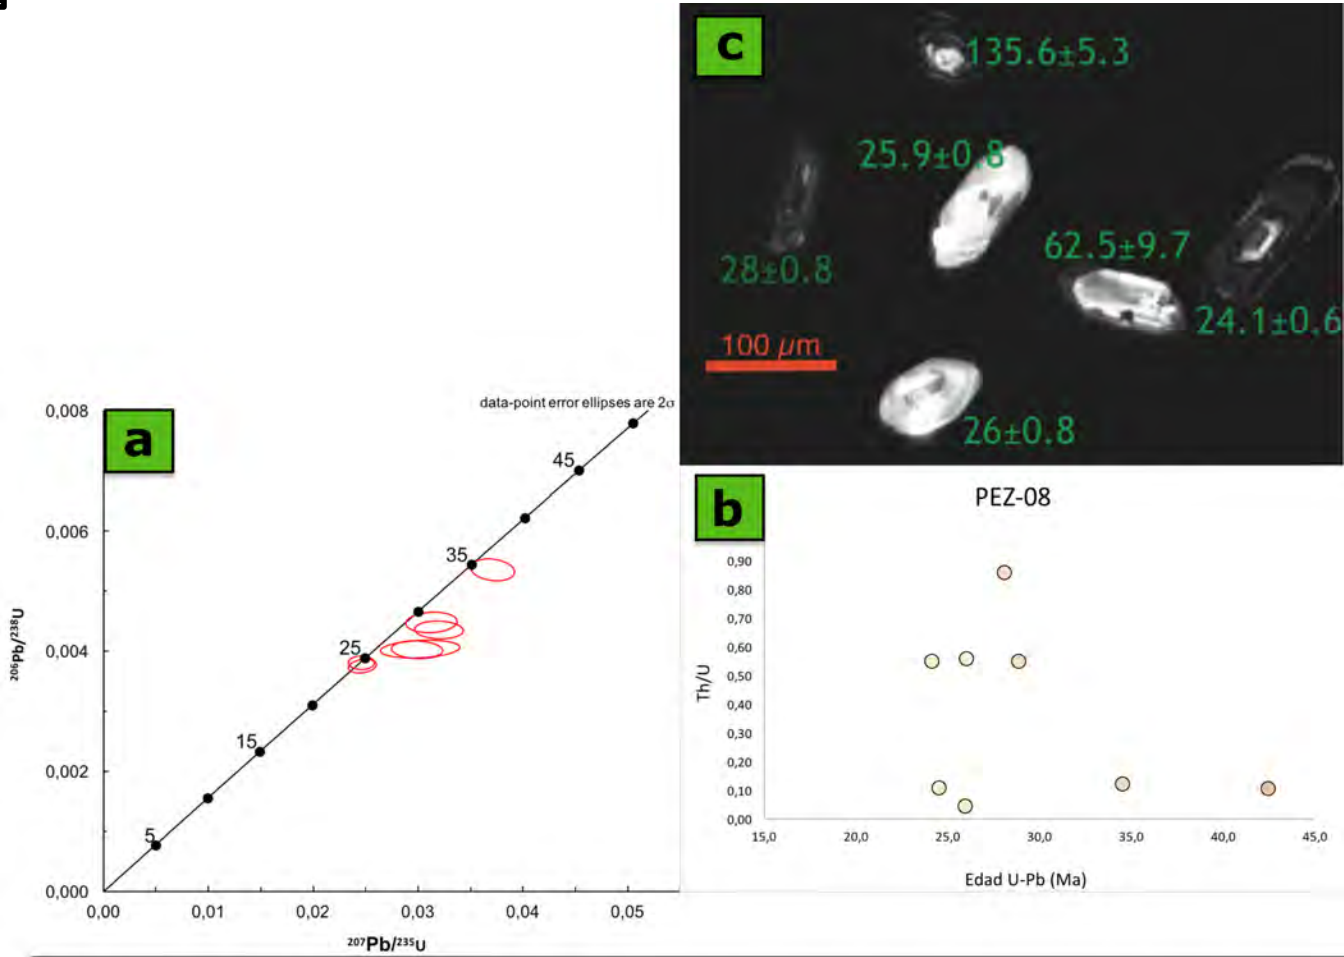 a
data-point error ellipses are 2σ
0,008
0,006
0,004
0,002
0,000
45
35
25
15
5
0,00 0,01 0,02 0,03 0,04 0,05
206Pb/238U
207Pb/235U
c
135.6±5.3
25.9±0.8
62.5±9.7
28±0.8
24.1±0.6
100 µm
26±0.8
b
PEZ-08
0,90
0,80
0,70
0,60
0,50
0,40
0,30
0,20
0,10
0,00
Th/U
15,0 20,0 25,0 30,0 35,0 40,0 45,0
Edad U-Pb (Ma)